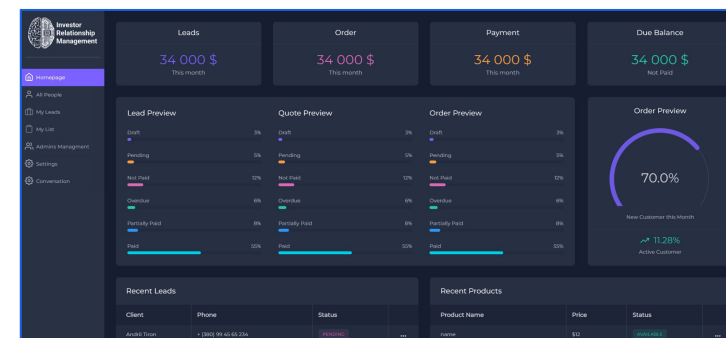 Investor
Relationship
Management
Homepage
All People
My Leads
My List
Admins Managment
Settings
Conversation
Leads
34 000 $
This month
Order
34 000 $
This month
Payment
34 000 $
This month
Due Balance
34 000 $
Not Paid
Lead Preview
Draft 3%
Pending 5%
Not Paid 12%
Overdue 6%
Partially Paid 8%
Paid 55%
Quote Preview
Draft 3%
Pending 5%
Not Paid 12%
Overdue 6%
Partially Paid 8%
Paid 55%
Order Preview
Draft 3%
Pending 5%
Not Paid 12%
Overdue 6%
Partially Paid 8%
Paid 55%
Order Preview
70.0%
New Customer this Month
11.28%
Active Customer
Recent Leads
Client Phone Status
Andrii Tiron + (380) 99 45 65 234 PENDING ...
Recent Products
Product Name Price Status
name $12 AVAILABLE ...